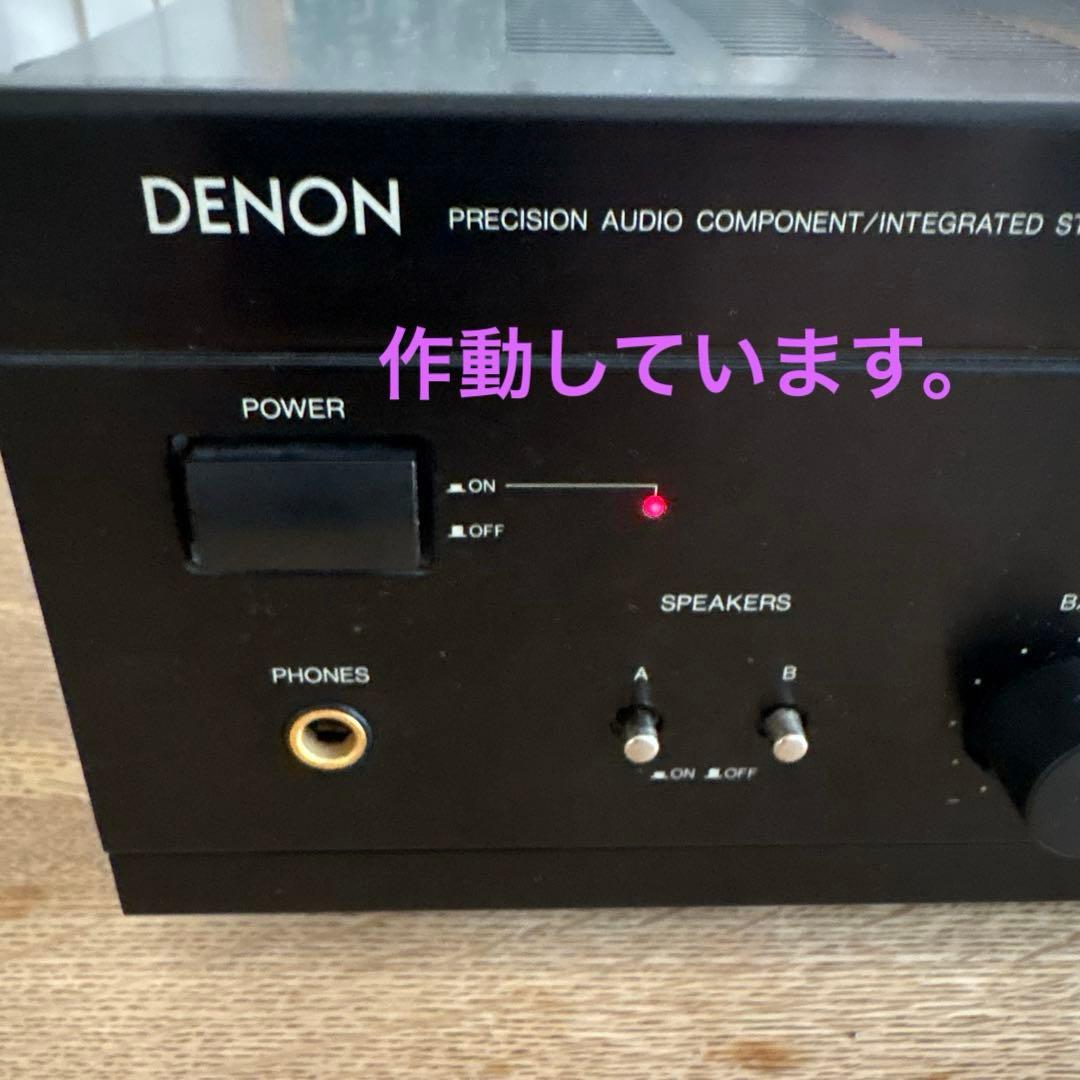 DENON
PRECISION AUDIO COMPONENT/INTEGRATED
作動しています。
POWER
ON
OFF
SPEAKERS
PHONES
A
B
ON OFF